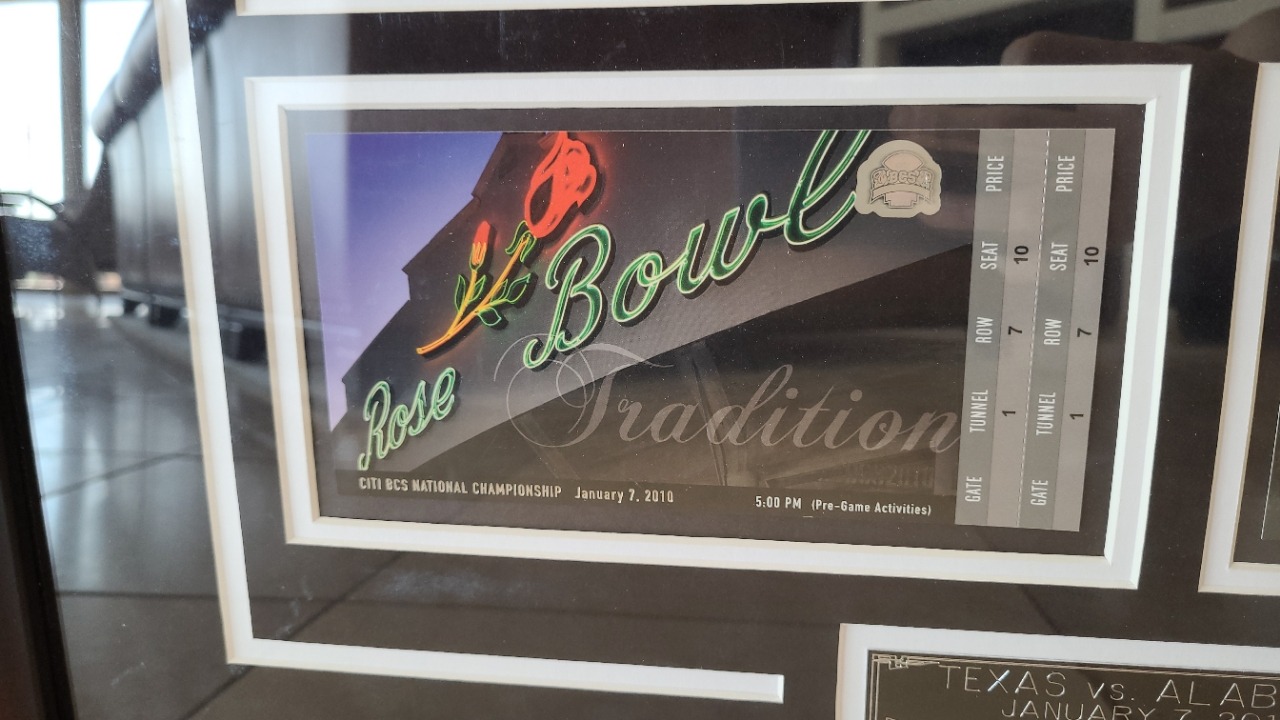 Rose Bowl
Tradition
CITI BCS NATIONAL CHAMPIONSHIP January 7, 2010
5:00 PM (Pre-Game Activities)
GATE TUNNEL 1 ROW 7 SEAT 10 PRICE
GATE TUNNEL 1 ROW 7 SEAT 10 PRICE
TEXAS VS. ALAB
JANUARY 7, 20